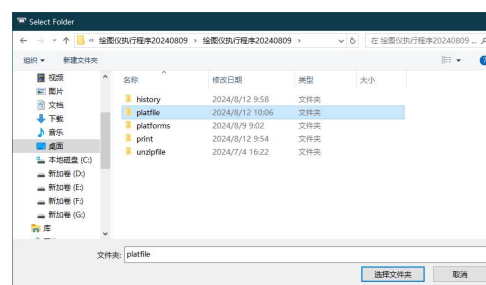 Select Folder
« 绘图仪执行程序20240809 › 绘图仪执行程序20240809 ›
在 绘图仪执行程序20240809 ...
组织 新建文件夹
名称 修改日期 类型 大小
视频
图片
文档
下载
音乐
桌面
本地磁盘 (C:)
新加卷 (D:)
新加卷 (E:)
新加卷 (F:)
新加卷 (G:)
库
history 2024/8/12 9:58 文件夹
platfile 2024/8/12 10:06 文件夹
platforms 2024/8/9 9:02 文件夹
print 2024/8/12 9:54 文件夹
unzipfile 2024/7/4 16:22 文件夹
文件夹: platfile
选择文件夹 取消